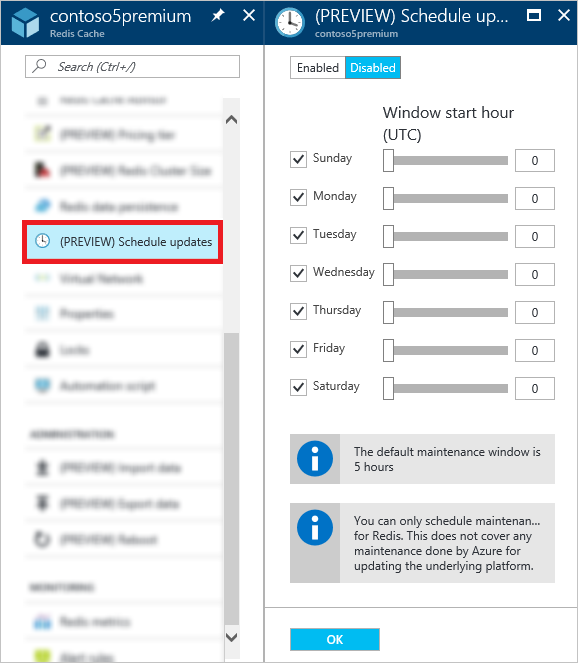 contoso5premium
Redis Cache
Search (Ctrl+/)
(PREVIEW) Pricing tier
(PREVIEW) Redis Cluster Size
Redis data persistence
(PREVIEW) Schedule updates
Virtual Network
Properties
Locks
Automation script
ADMINISTRATION
(PREVIEW) Import data
(PREVIEW) Export data
(PREVIEW) Reboot
MONITORING
Redis metrics
Alert rules
(PREVIEW) Schedule up...
contoso5premium
Enabled Disabled
Window start hour
(UTC)
Sunday 0
Monday 0
Tuesday 0
Wednesday 0
Thursday 0
Friday 0
Saturday 0
The default maintenance window is
5 hours
You can only schedule maintenan...
for Redis. This does not cover any
maintenance done by Azure for
updating the underlying platform.
OK